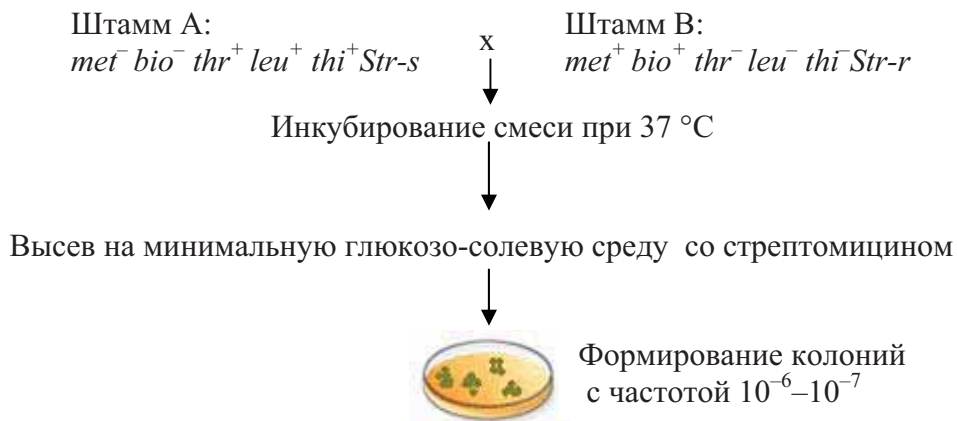 Штамм А: Штамм В:
met⁻ bio⁻ thr⁺ leu⁺ thi⁺Str-s x met⁺ bio⁺ thr⁻ leu⁻ thi⁻Str-r
Инкубирование смеси при 37 °С
Высев на минимальную глюкозо-солевую среду со стрептомицином
Формирование колоний
с частотой 10⁻⁶–10⁻⁷